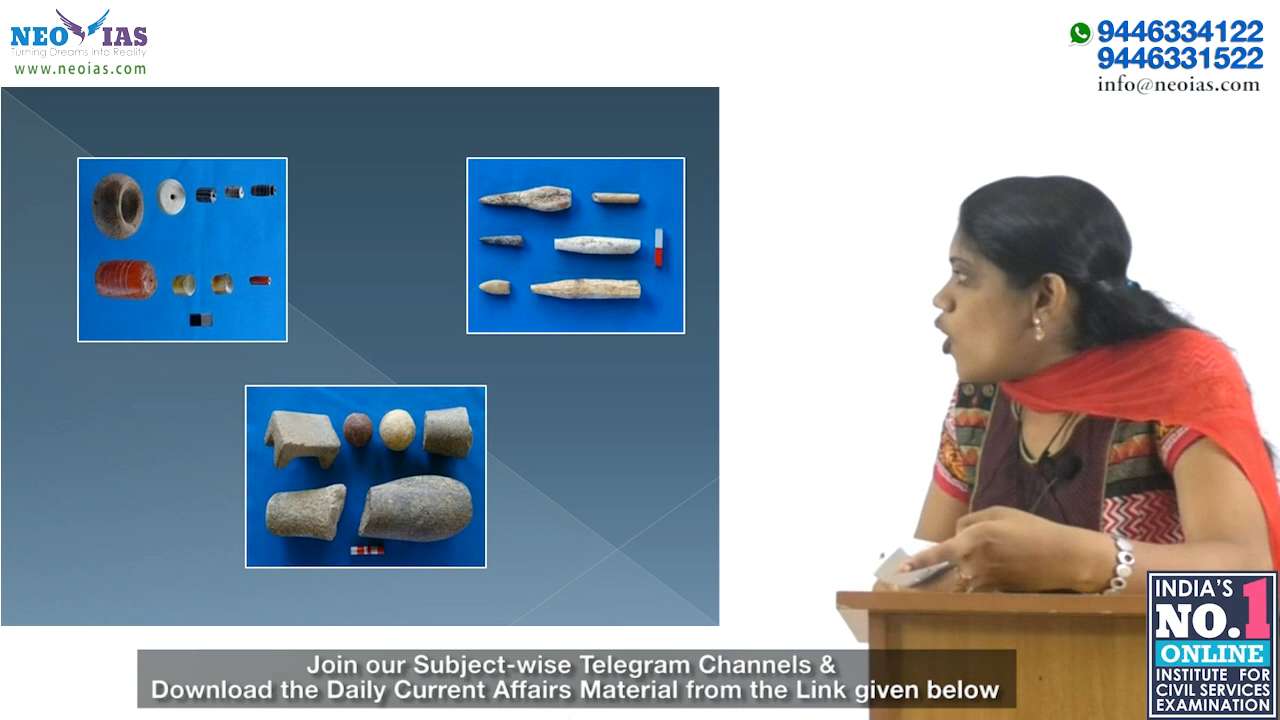 NEO IAS
Turning Dreams into Reality
www.neoias.com
9446334122
9446331522
info@neoias.com
Join our Subject-wise Telegram Channels &
Download the Daily Current Affairs Material from the Link given below
INDIA'S
NO.1
ONLINE
INSTITUTE FOR
CIVIL SERVICES
EXAMINATION